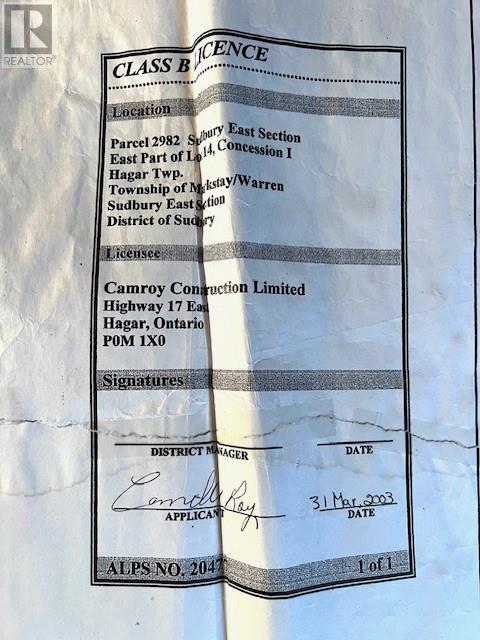 REALTOR
CLASS B LICENCE
Location
Parcel 2982 Sudbury East Section
East Part of Lot 14, Concession I
Hagar Twp.
Township of Markstay/Warren
Sudbury East Section
District of Sudbury
Licensee
Camroy Construction Limited
Highway 17 East
Hagar, Ontario
P0M 1X0
Signatures
DISTRICT MANAGER DATE
Ray 31 Mar. 2003
APPLICANT DATE
ALPS NO. 2047 1 of 1